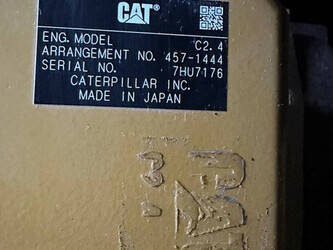 CAT®
ENG. MODEL C2.4
ARRANGEMENT NO. 457-1444
SERIAL NO. 7HU7176
CATERPILLAR INC.
MADE IN JAPAN